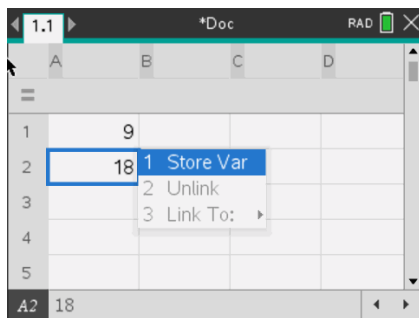 1.1 *Doc RAD
A B C D
=
1 9
2 18
3
4
5
1 Store Var
2 Unlink
3 Link To:
A2 18